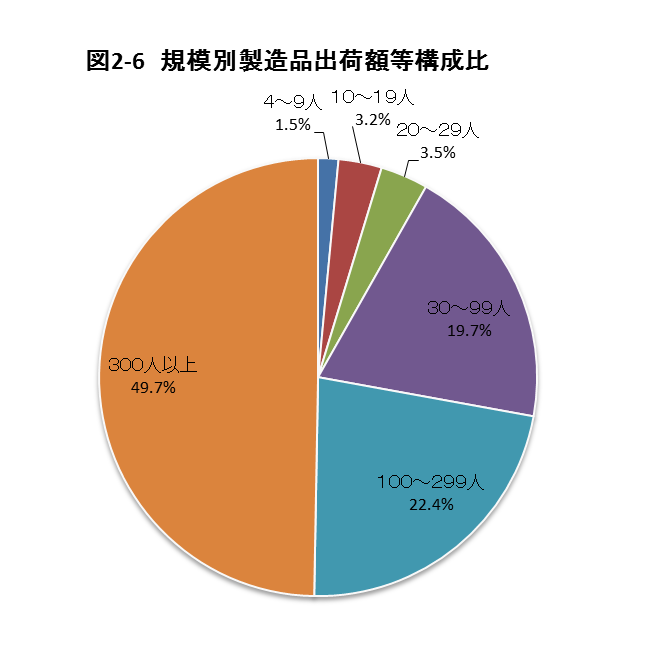 図2-6 規模別製造品出荷額等構成比
4～9人
1.5%
10～19人
3.2%
20～29人
3.5%
30～99人
19.7%
100～299人
22.4%
300人以上
49.7%